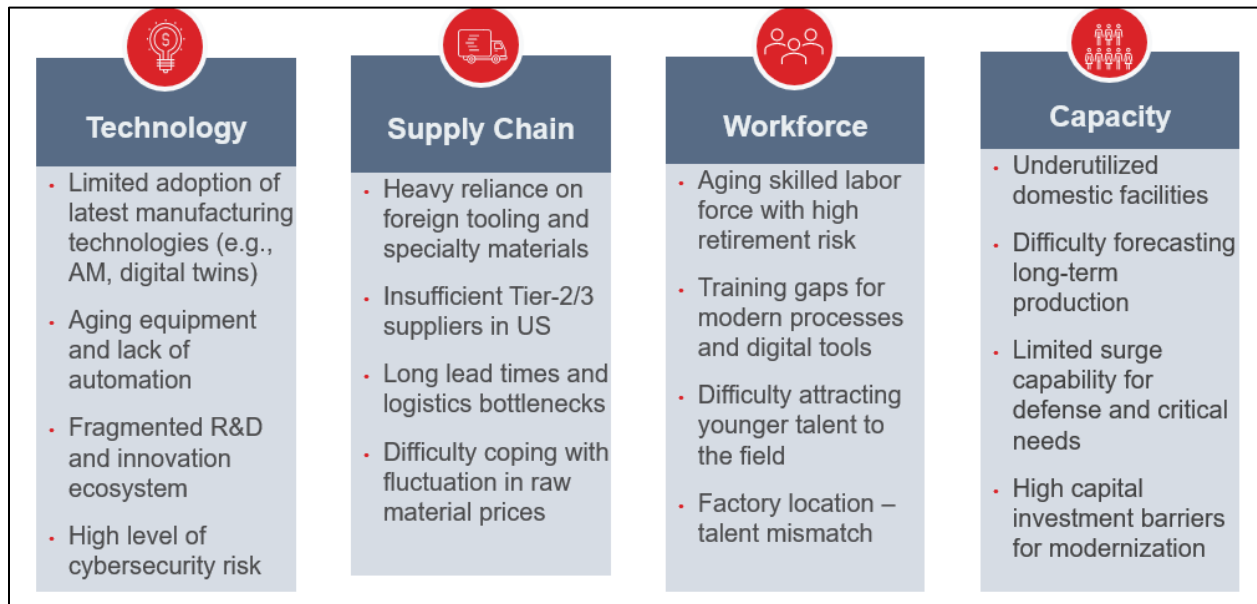 Technology
• Limited adoption of
latest manufacturing
technologies (e.g.,
AM, digital twins)
• Aging equipment
and lack of
automation
• Fragmented R&D
and innovation
ecosystem
• High level of
cybersecurity risk
Supply Chain
• Heavy reliance on
foreign tooling and
specialty materials
• Insufficient Tier-2/3
suppliers in US
• Long lead times and
logistics bottlenecks
• Difficulty coping with
fluctuation in raw
material prices
Workforce
• Aging skilled labor
force with high
retirement risk
• Training gaps for
modern processes
and digital tools
• Difficulty attracting
younger talent to
the field
• Factory location –
talent mismatch
Capacity
• Underutilized
domestic facilities
• Difficulty forecasting
long-term
production
• Limited surge
capability for
defense and critical
needs
• High capital
investment barriers
for modernization